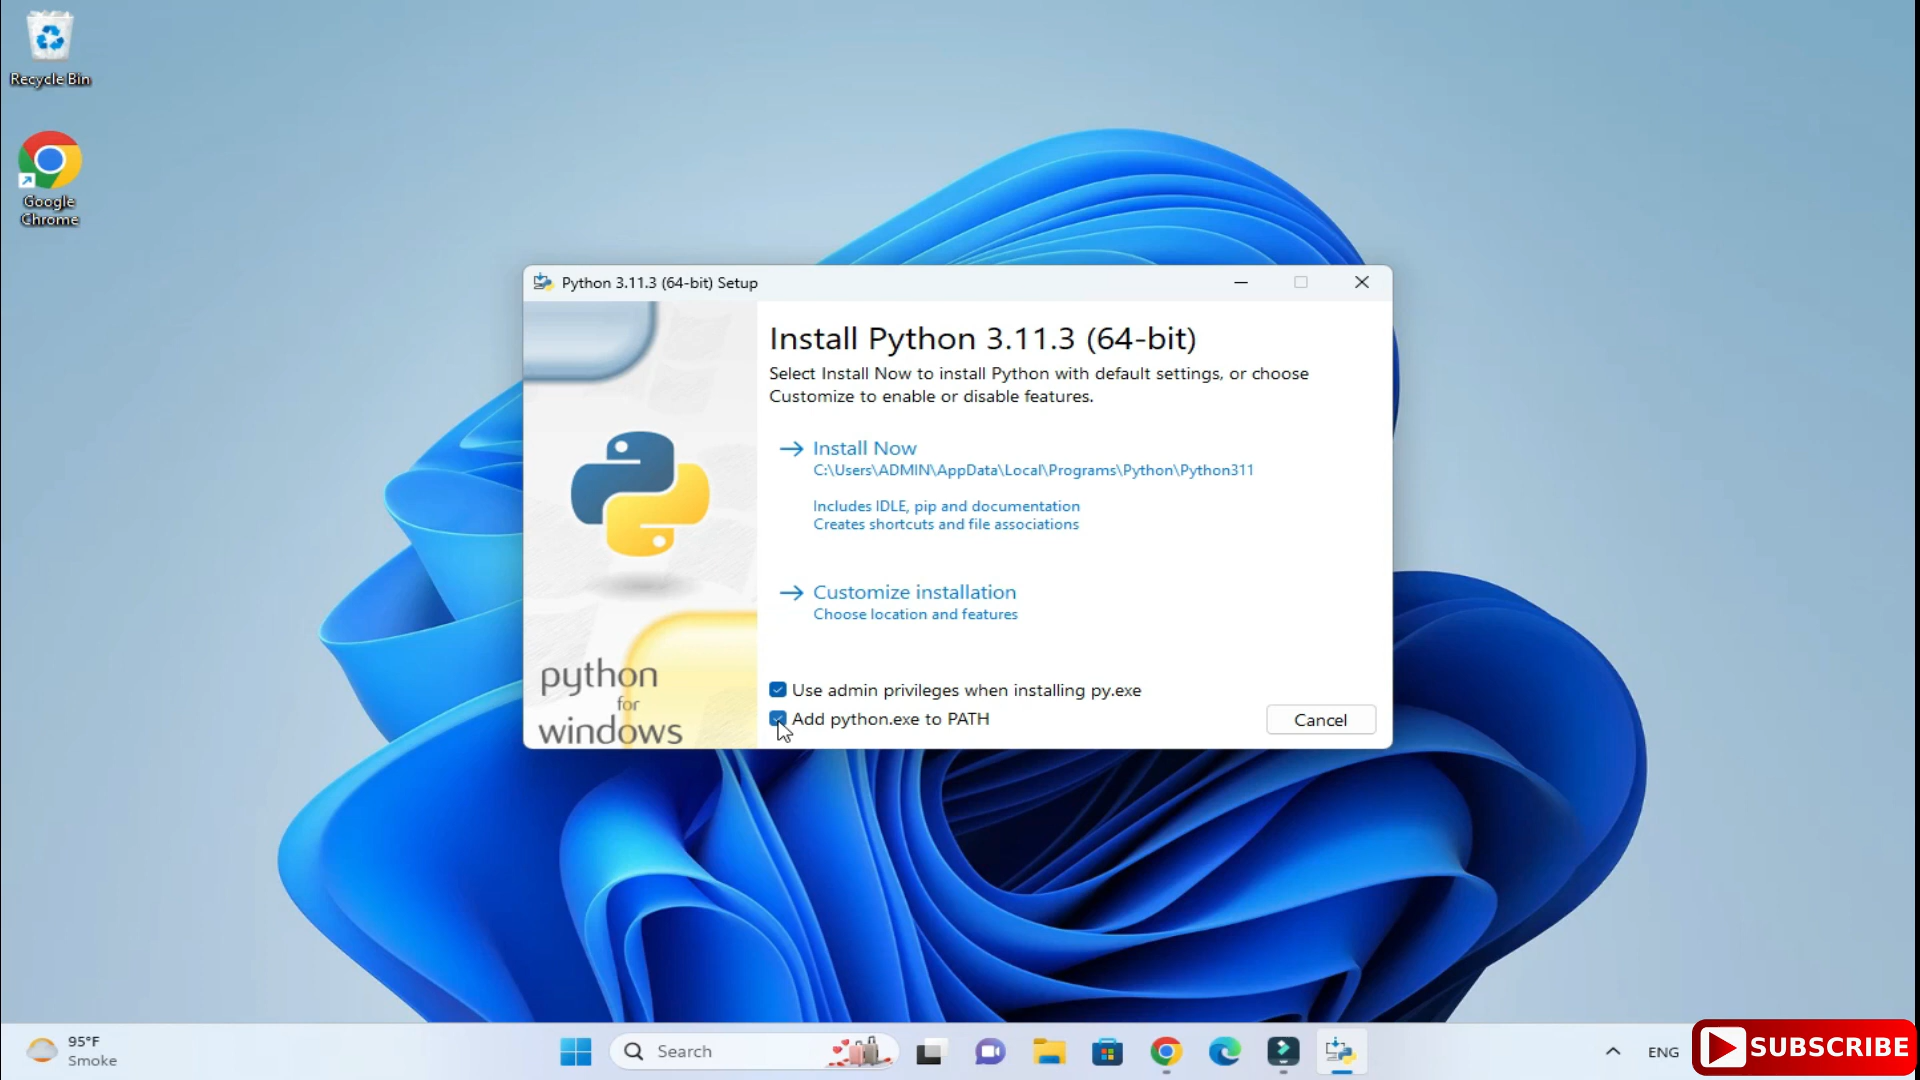 Recycle Bin
Google
Chrome
Python 3.11.3 (64-bit) Setup
Install Python 3.11.3 (64-bit)
Select Install Now to install Python with default settings, or choose
Customize to enable or disable features.
Install Now
C:\Users\ADMIN\AppData\Local\Programs\Python\Python311
Includes IDLE, pip and documentation
Creates shortcuts and file associations
Customize installation
Choose location and features
python
for
windows
Use admin privileges when installing py.exe
Add python.exe to PATH
Cancel
95°F
Smoke
Search
ENG
SUBSCRIBE